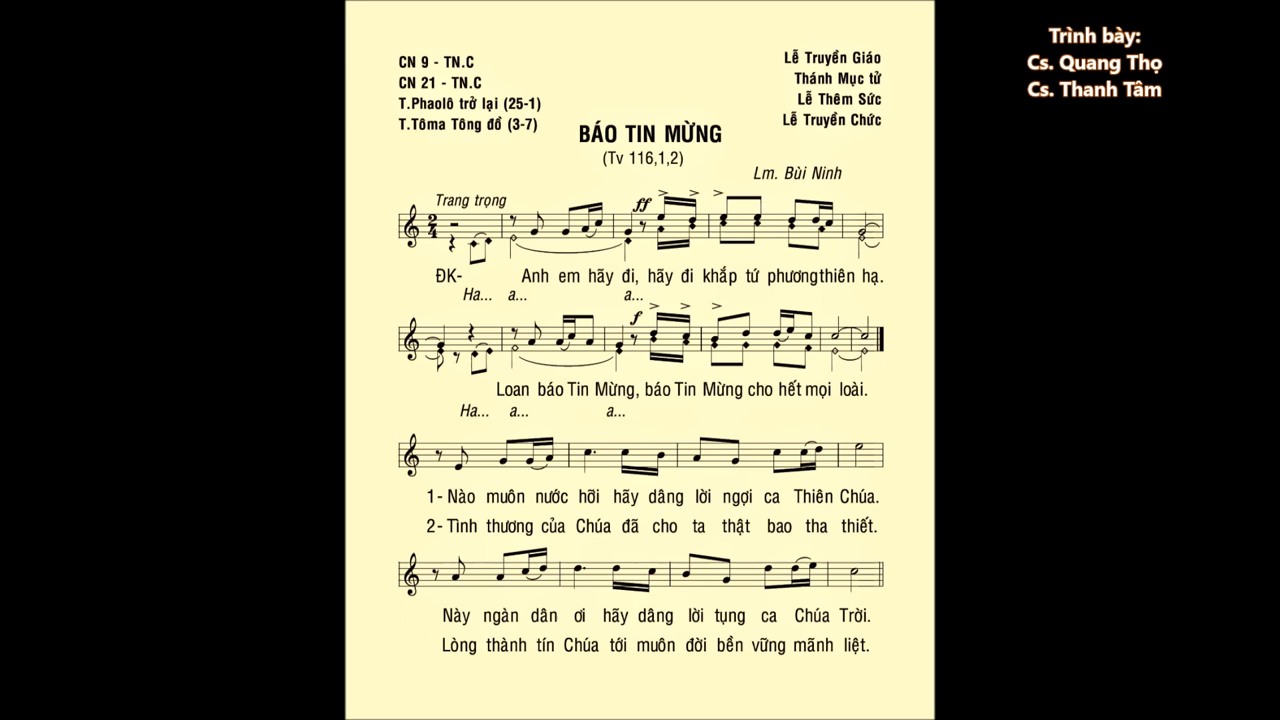 CN 9 - TN.C
CN 21 - TN.C
T.Phaolô trở lại (25-1)
T.Tôma Tông đồ (3-7)
Lễ Truyền Giáo
Thánh Mục tử
Lễ Thêm Sức
Lễ Truyền Chức
Trình bày:
Cs. Quang Thọ
Cs. Thanh Tâm
BÁO TIN MỪNG
(Tv 116,1,2)
Lm. Bùi Ninh
Trang trọng
ff
2
4
ĐK- Anh em hãy đi, hãy đi khắp tứ phươngthiên hạ.
Ha... a... a...
f
Loan báo Tin Mừng, báo Tin Mừng cho hết mọi loài.
Ha... a... a...
1- Nào muôn nước hỡi hãy dâng lời ngợi ca Thiên Chúa.
2- Tình thương của Chúa đã cho ta thật bao tha thiết.
Này ngàn dân ơi hãy dâng lời tụng ca Chúa Trời.
Lòng thành tín Chúa tới muôn đời bền vững mãnh liệt.